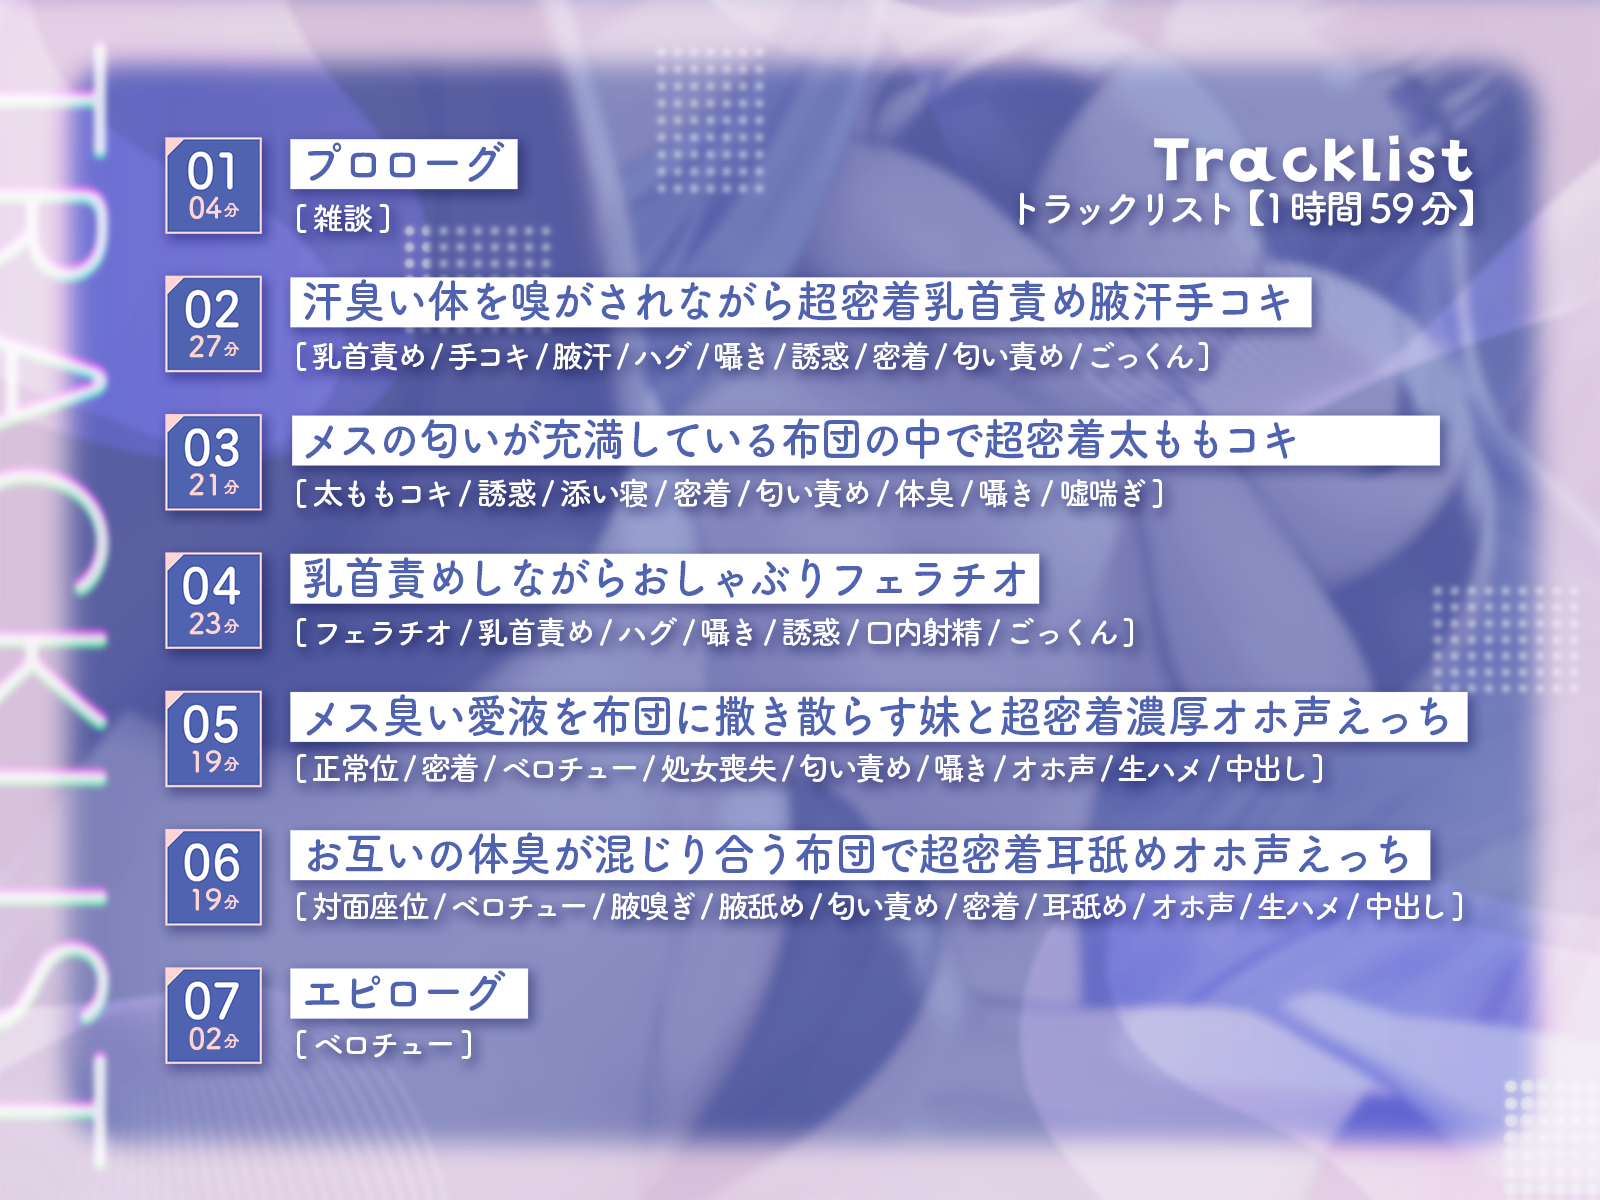 TRACKLIST
Tracklist
トラックリスト【1時間59分】
01
04分
プロローグ
[雑談]
02
27分
汗臭い体を嗅がされながら超密着乳首責め腋汗手コキ
[乳首責め/手コキ/腋汗/ハグ/囁き/誘惑/密着/匂い責め/ごっくん]
03
21分
メスの匂いが充満している布団の中で超密着太ももコキ
[太ももコキ/誘惑/添い寝/密着/匂い責め/体臭/囁き/嘘喘ぎ]
04
23分
乳首責めしながらおしゃぶりフェラチオ
[フェラチオ/乳首責め/ハグ/囁き/誘惑/口内射精/ごっくん]
05
19分
メス臭い愛液を布団に撒き散らす妹と超密着濃厚オホ声えっち
[正常位/密着/ベロチュー/処女喪失/匂い責め/囁き/オホ声/生ハメ/中出し]
06
19分
お互いの体臭が混じり合う布団で超密着耳舐めオホ声えっち
[対面座位/ベロチュー/腋嗅ぎ/腋舐め/匂い責め/密着/耳舐め/オホ声/生ハメ/中出し]
07
02分
エピローグ
[ベロチュー]